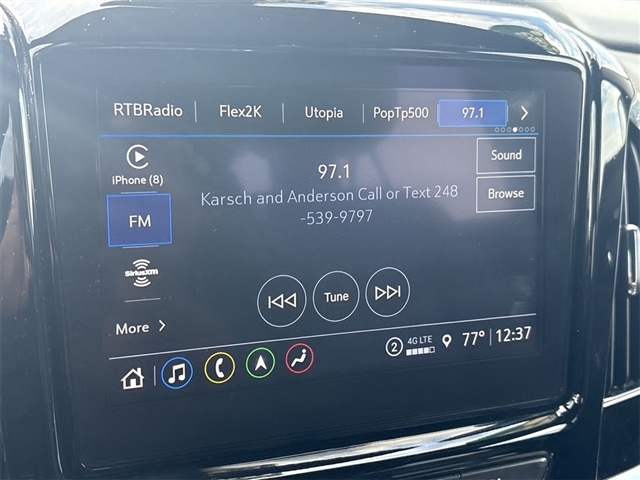 RTBRadio
Flex2K
Utopia
PopTp500
97.1
iPhone (8)
97.1
Sound
Karsch and Anderson Call or Text 248
-539-9797
Browse
FM
SiriusXM
Tune
More
2
4G LTE
77°
12:37